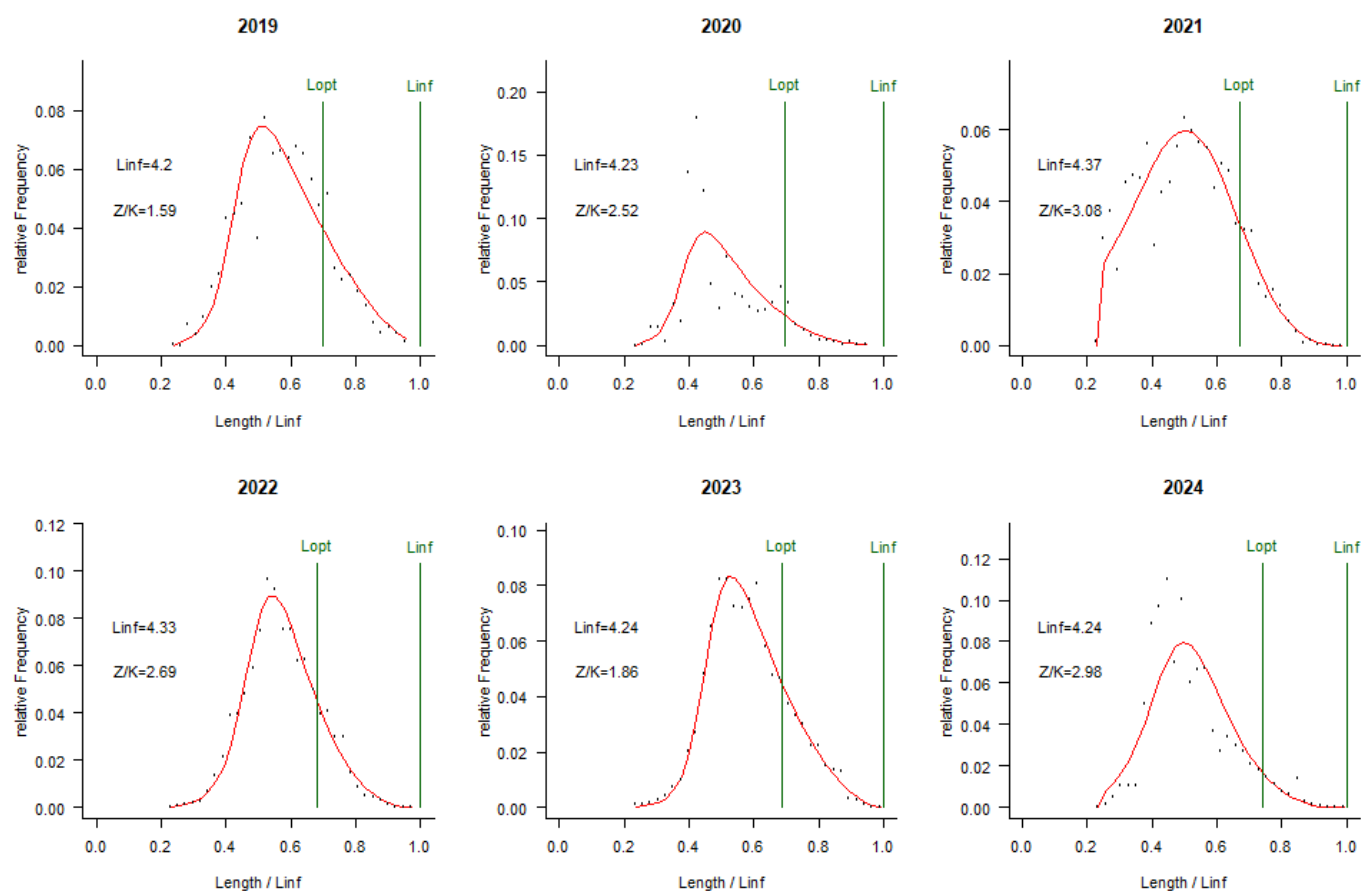 2019
Lopt Linf
Linf=4.2
Z/K=1.59
relative Frequency
0.08
0.06
0.04
0.02
0.00
0.0 0.2 0.4 0.6 0.8 1.0
Length / Linf
2020
Lopt Linf
Linf=4.23
Z/K=2.52
relative Frequency
0.20
0.15
0.10
0.05
0.00
0.0 0.2 0.4 0.6 0.8 1.0
Length / Linf
2021
Lopt Linf
Linf=4.37
Z/K=3.08
relative Frequency
0.06
0.04
0.02
0.00
0.0 0.2 0.4 0.6 0.8 1.0
Length / Linf
2022
Lopt Linf
Linf=4.33
Z/K=2.69
relative Frequency
0.12
0.10
0.08
0.06
0.04
0.02
0.00
0.0 0.2 0.4 0.6 0.8 1.0
Length / Linf
2023
Lopt Linf
Linf=4.24
Z/K=1.86
relative Frequency
0.10
0.08
0.06
0.04
0.02
0.00
0.0 0.2 0.4 0.6 0.8 1.0
Length / Linf
2024
Lopt Linf
Linf=4.24
Z/K=2.98
relative Frequency
0.12
0.10
0.08
0.06
0.04
0.02
0.00
0.0 0.2 0.4 0.6 0.8 1.0
Length / Linf